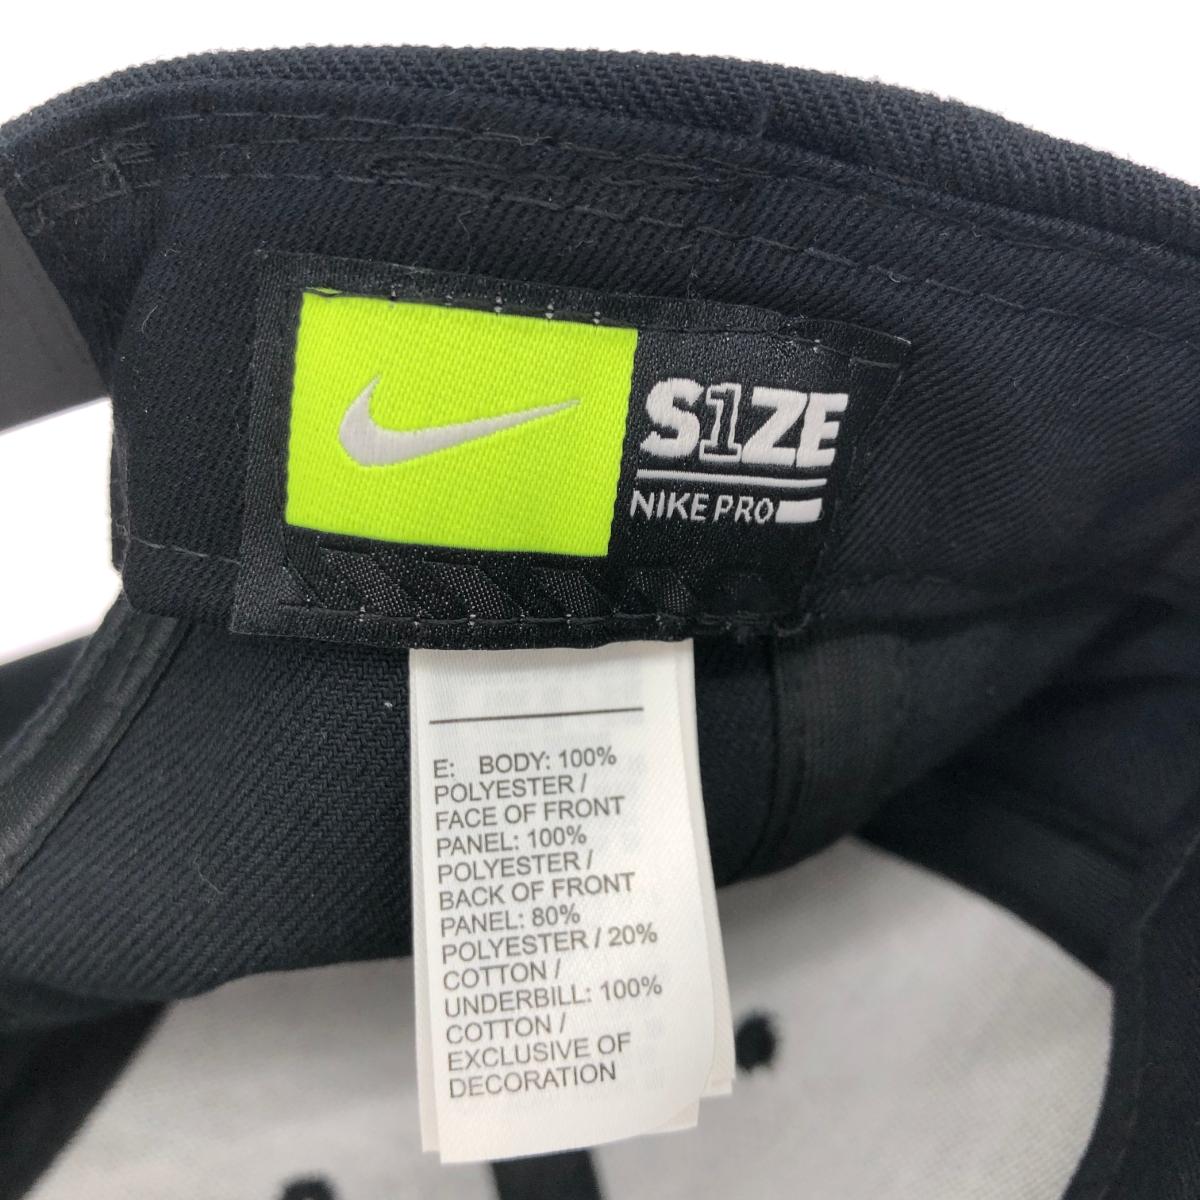 S1ZE
NIKE PRO
E: BODY: 100%
POLYESTER /
FACE OF FRONT
PANEL: 100%
POLYESTER /
BACK OF FRONT
PANEL: 80%
POLYESTER / 20%
COTTON /
UNDERBILL: 100%
COTTON /
EXCLUSIVE OF
DECORATION